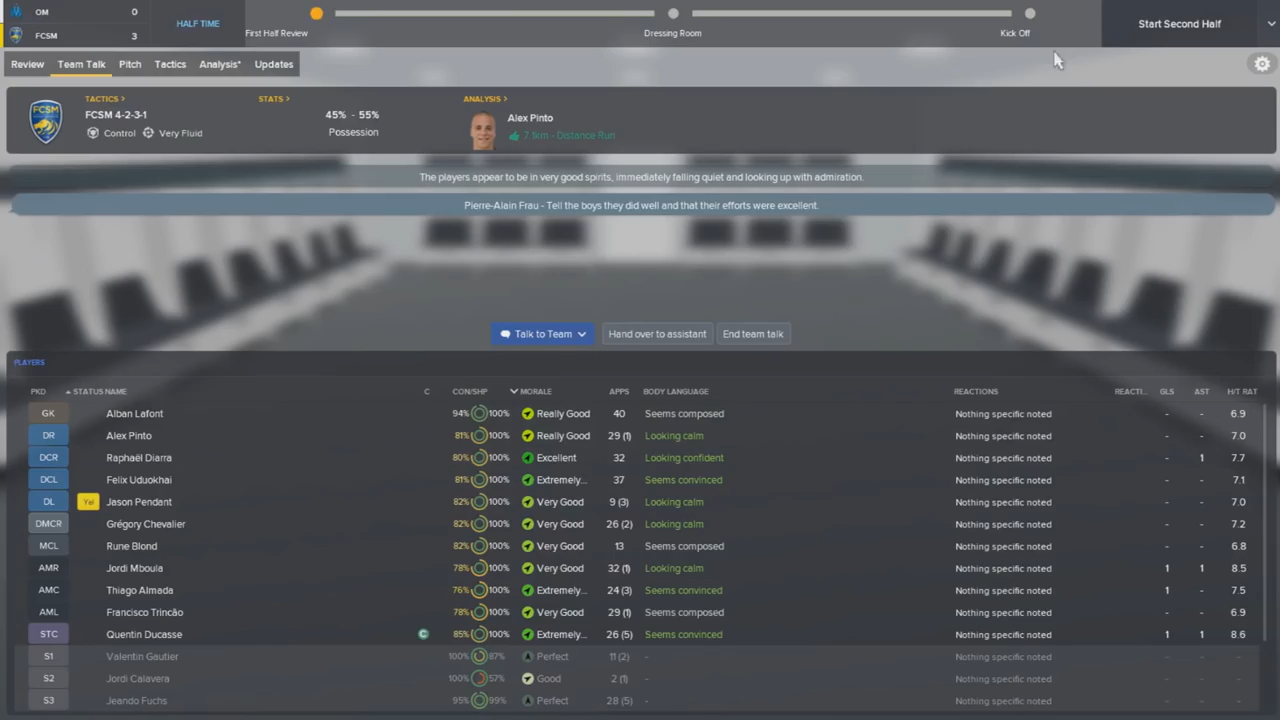 OM 0
FCSM 3
HALF TIME
First Half Review
Dressing Room
Kick Off
Start Second Half
Review Team Talk Pitch Tactics Analysis* Updates
FCSM
TACTICS >
FCSM 4-2-3-1
Control Very Fluid
STATS >
45% - 55%
Possession
ANALYSIS >
Alex Pinto
7.5km - Distance Run
The players appear to be in very good spirits, immediately falling quiet and looking up with admiration.
Pierre-Alain Frau - Tell the boys they did well and that their efforts were excellent.
Talk to Team Hand over to assistant End team talk
PLAYERS
PKD STATUS NAME C CON/SHP MORALE APPS BODY LANGUAGE REACTIONS REACTI... GLS AST H/T RAT
GK Alban Lafont 94% 100% Really Good 40 Seems composed Nothing specific noted - - 6.9
DR Alex Pinto 81% 100% Really Good 29 (1) Looking calm Nothing specific noted - - 7.0
DCR Raphaël Diarra 80% 100% Excellent 32 Looking confident Nothing specific noted - 1 7.7
DCL Felix Uduokhai 81% 100% Extremely... 37 Seems convinced Nothing specific noted - - 7.1
DL Yel Jason Pendant 82% 100% Very Good 9 (3) Looking calm Nothing specific noted - - 7.0
DMCR Grégory Chevalier 82% 100% Very Good 26 (2) Looking calm Nothing specific noted - - 7.2
MCL Rune Blond 82% 100% Very Good 13 Seems composed Nothing specific noted - - 6.8
AMR Jordi Mboula 78% 100% Very Good 32 (1) Looking calm Nothing specific noted 1 1 8.5
AMC Thiago Almada 76% 100% Extremely... 24 (3) Seems convinced Nothing specific noted 1 - 7.5
AML Francisco Trincão 78% 100% Very Good 29 (1) Seems composed Nothing specific noted - - 6.9
STC Quentin Ducasse C 85% 100% Extremely... 26 (5) Seems convinced Nothing specific noted 1 1 8.6
S1 Valentin Gautier 100% 87% Perfect 11 (2) - Nothing specific noted - - -
S2 Jordi Calavera 100% 57% Good 2 (1) - Nothing specific noted - - -
S3 Jeando Fuchs 95% 99% Perfect 28 (5) - Nothing specific noted - - -